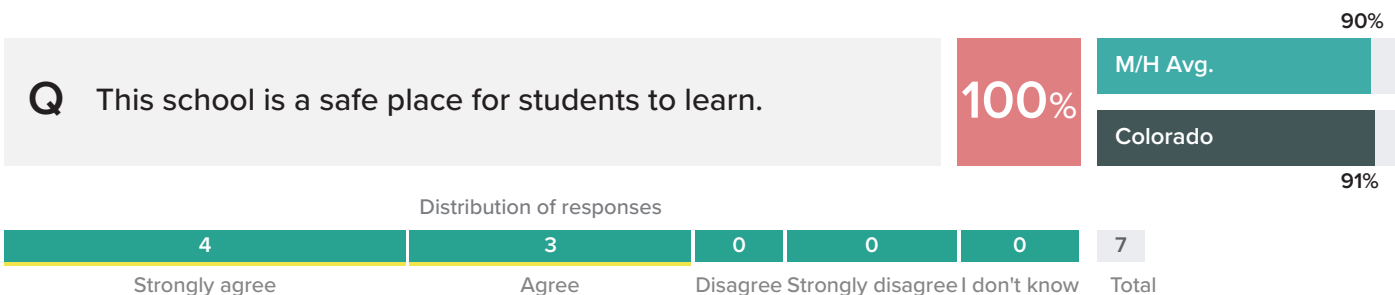 90%
Q This school is a safe place for students to learn.
100%
M/H Avg.
Colorado
91%
Distribution of responses
4 3 0 0 0 7
Strongly agree Agree Disagree Strongly disagree I don't know Total